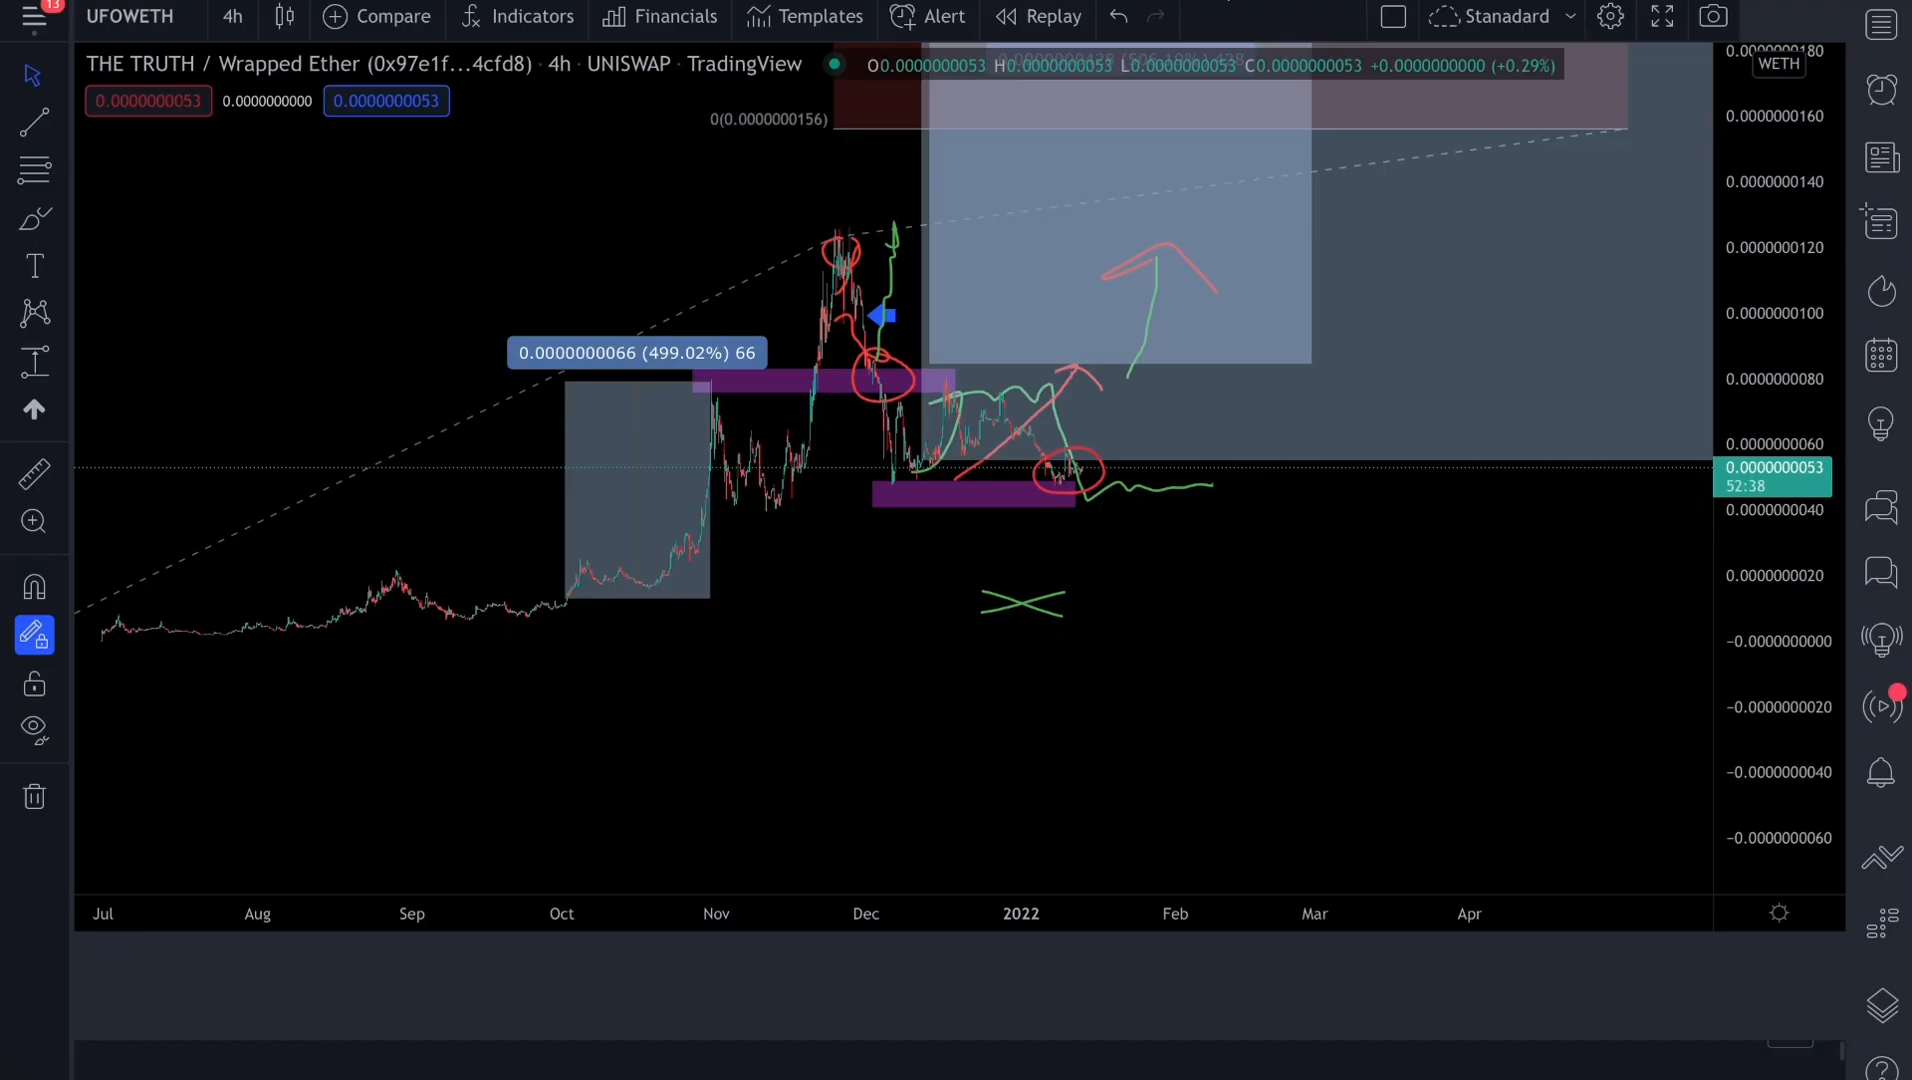 13
UFOWETH 4h Compare Indicators Financials Templates Alert Replay Stanadard
THE TRUTH / Wrapped Ether (0x97e1f...4cfd8) · 4h · UNISWAP · TradingView
O0.0000000053 H0.0000000053 L0.0000000053 C0.0000000053 +0.0000000000 (+0.29%)
0.0000000053 0.0000000000 0.0000000053
0(0.0000000156)
0.0000000066 (499.02%) 66
0.0000000180
WETH
0.0000000160
0.0000000140
0.0000000120
0.0000000100
0.0000000080
0.0000000060
0.0000000053
52:38
0.0000000040
0.0000000020
−0.0000000000
−0.0000000020
−0.0000000040
−0.0000000060
Jul Aug Sep Oct Nov Dec 2022 Feb Mar Apr